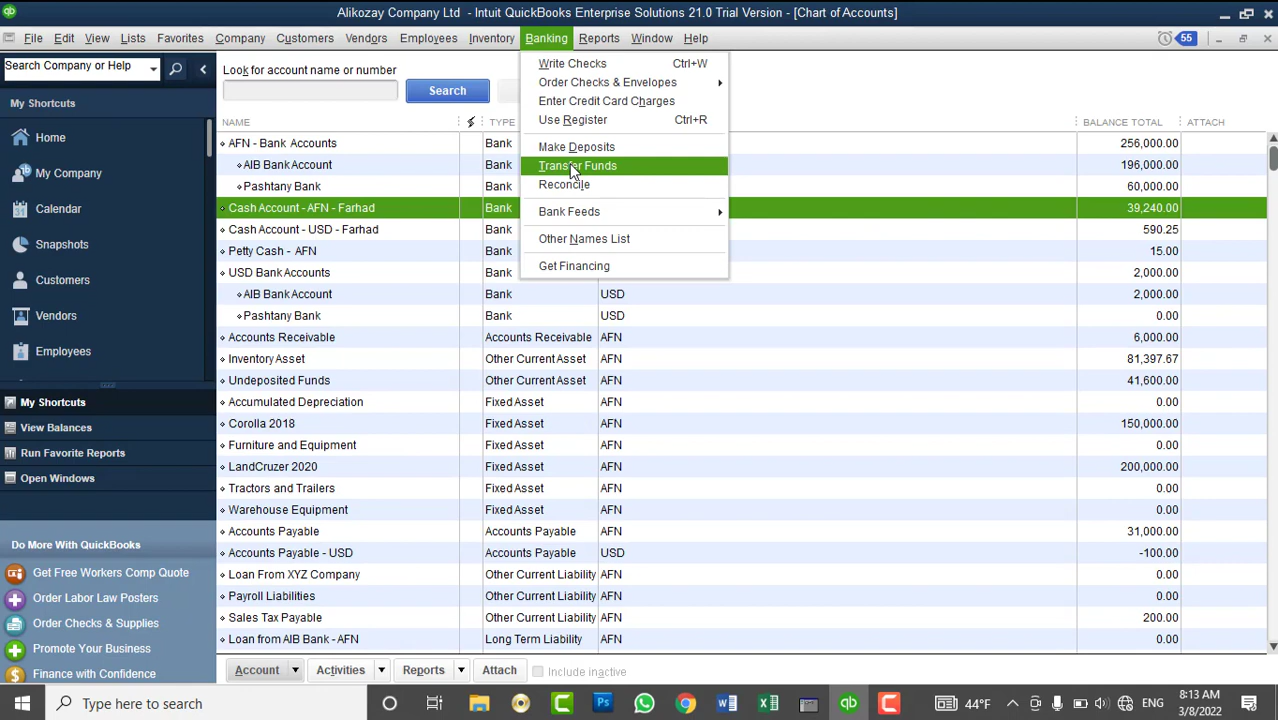 Alikozay Company Ltd - Intuit QuickBooks Enterprise Solutions 21.0 Trial Version - [Chart of Accounts]
File Edit View Lists Favorites Company Customers Vendors Employees Inventory Banking Reports Window Help 55
Search Company or Help
My Shortcuts
Home
My Company
Calendar
Snapshots
Customers
Vendors
Employees
My Shortcuts
View Balances
Run Favorite Reports
Open Windows
Do More With QuickBooks
Get Free Workers Comp Quote
Order Labor Law Posters
Order Checks & Supplies
Promote Your Business
Finance with Confidence
Look for account name or number
Search
Write Checks Ctrl+W
Order Checks & Envelopes
Enter Credit Card Charges
Use Register Ctrl+R
Make Deposits
Transfer Funds
Reconcile
Bank Feeds
Other Names List
Get Financing
NAME TYPE BALANCE TOTAL ATTACH
AFN - Bank Accounts Bank 256,000.00
AIB Bank Account Bank 196,000.00
Pashtany Bank Bank 60,000.00
Cash Account - AFN - Farhad Bank 39,240.00
Cash Account - USD - Farhad Bank 590.25
Petty Cash - AFN Bank 15.00
USD Bank Accounts Bank 2,000.00
AIB Bank Account Bank USD 2,000.00
Pashtany Bank Bank USD 0.00
Accounts Receivable Accounts Receivable AFN 6,000.00
Inventory Asset Other Current Asset AFN 81,397.67
Undeposited Funds Other Current Asset AFN 41,600.00
Accumulated Depreciation Fixed Asset AFN 0.00
Corolla 2018 Fixed Asset AFN 150,000.00
Furniture and Equipment Fixed Asset AFN 0.00
LandCruzer 2020 Fixed Asset AFN 200,000.00
Tractors and Trailers Fixed Asset AFN 0.00
Warehouse Equipment Fixed Asset AFN 0.00
Accounts Payable Accounts Payable AFN 31,000.00
Accounts Payable - USD Accounts Payable USD -100.00
Loan From XYZ Company Other Current Liability AFN 0.00
Payroll Liabilities Other Current Liability AFN 0.00
Sales Tax Payable Other Current Liability AFN 200.00
Loan from AIB Bank - AFN Long Term Liability AFN 0.00
Account Activities Reports Attach Include inactive
Type here to search
44°F ENG 8:13 AM
3/8/2022